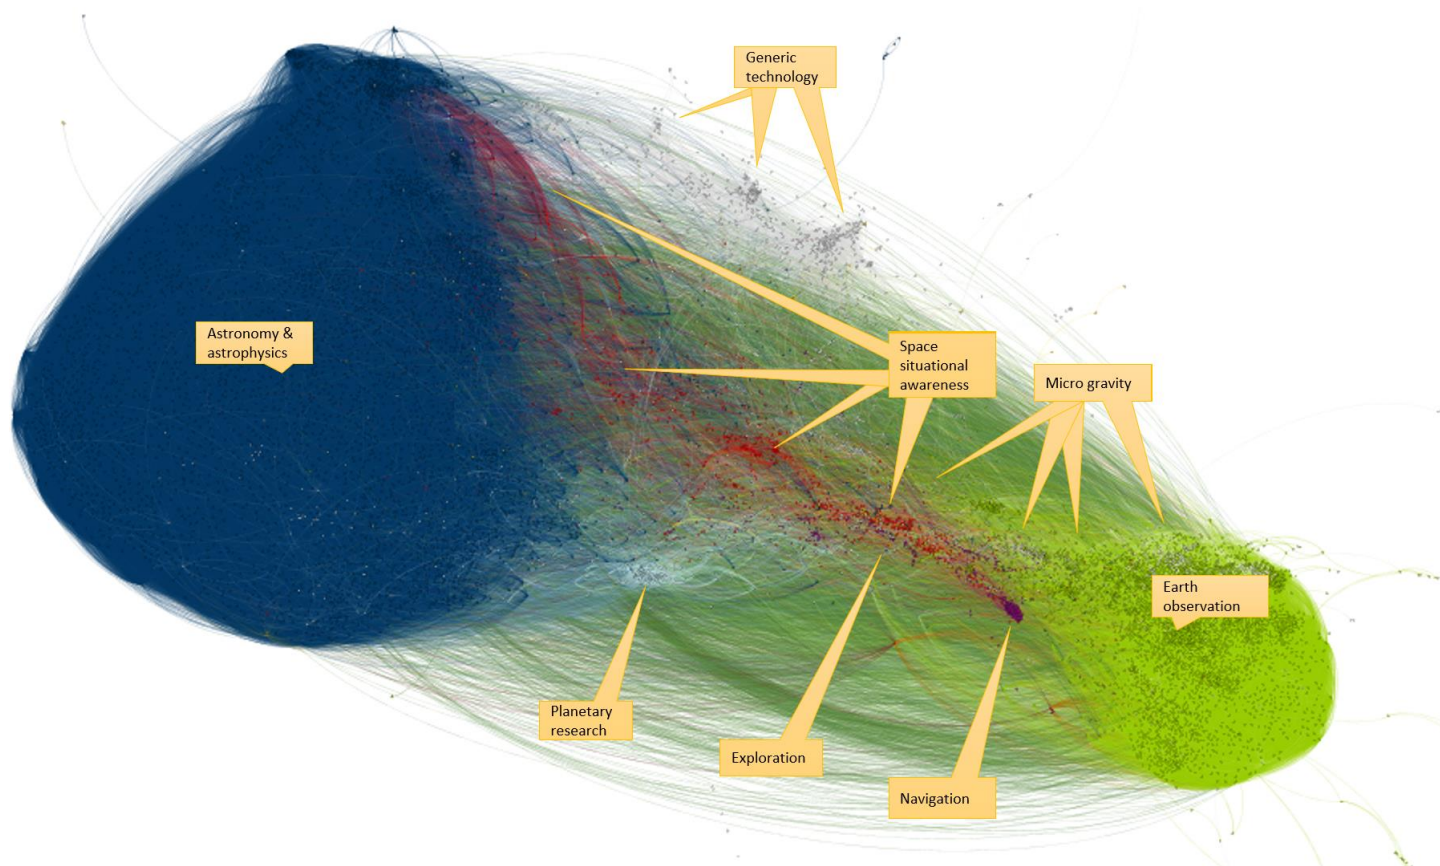 Generic
technology
Astronomy &
astrophysics
Space
situational
awareness
Micro gravity
Earth
observation
Planetary
research
Exploration
Navigation